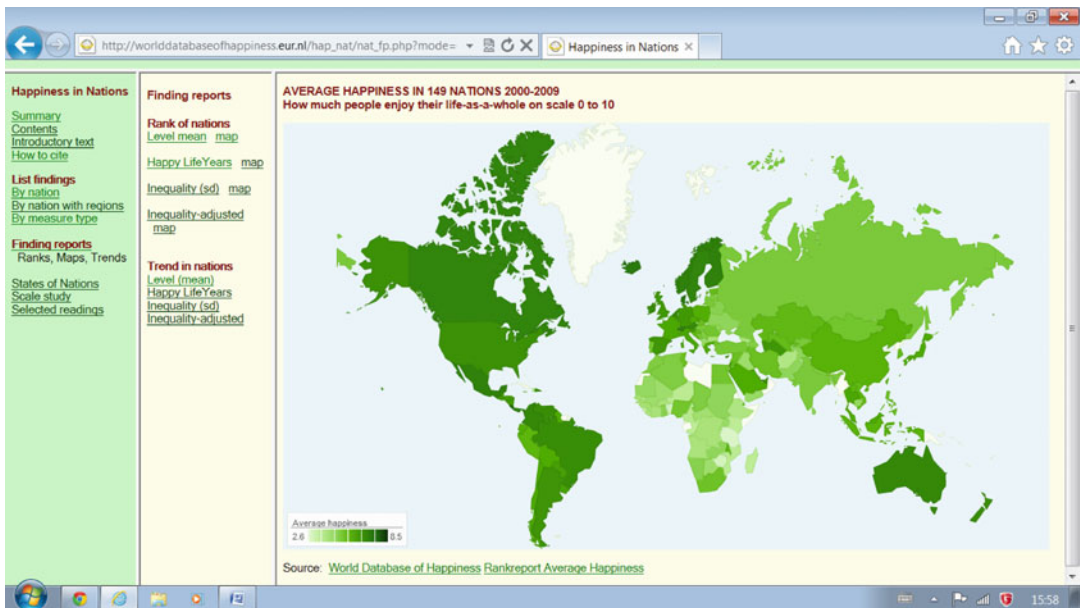 http://worlddatabaseofhappiness.eur.nl/hap_nat/nat_fp.php?mode=
Happiness in Nations
Happiness in Nations
Summary
Contents
Introductory text
How to cite
List findings
By nation
By nation with regions
By measure type
Finding reports
Ranks, Maps, Trends
States of Nations
Scale study
Selected readings
Finding reports
Rank of nations
Level mean map
Happy LifeYears map
Inequality (sd) map
Inequality-adjusted
map
Trend in nations
Level (mean)
Happy LifeYears
Inequality (sd)
Inequality-adjusted
AVERAGE HAPPINESS IN 149 NATIONS 2000-2009
How much people enjoy their life-as-a-whole on scale 0 to 10
Average happiness
2.6 8.5
Source: World Database of Happiness Rankreport Average Happiness
15:58